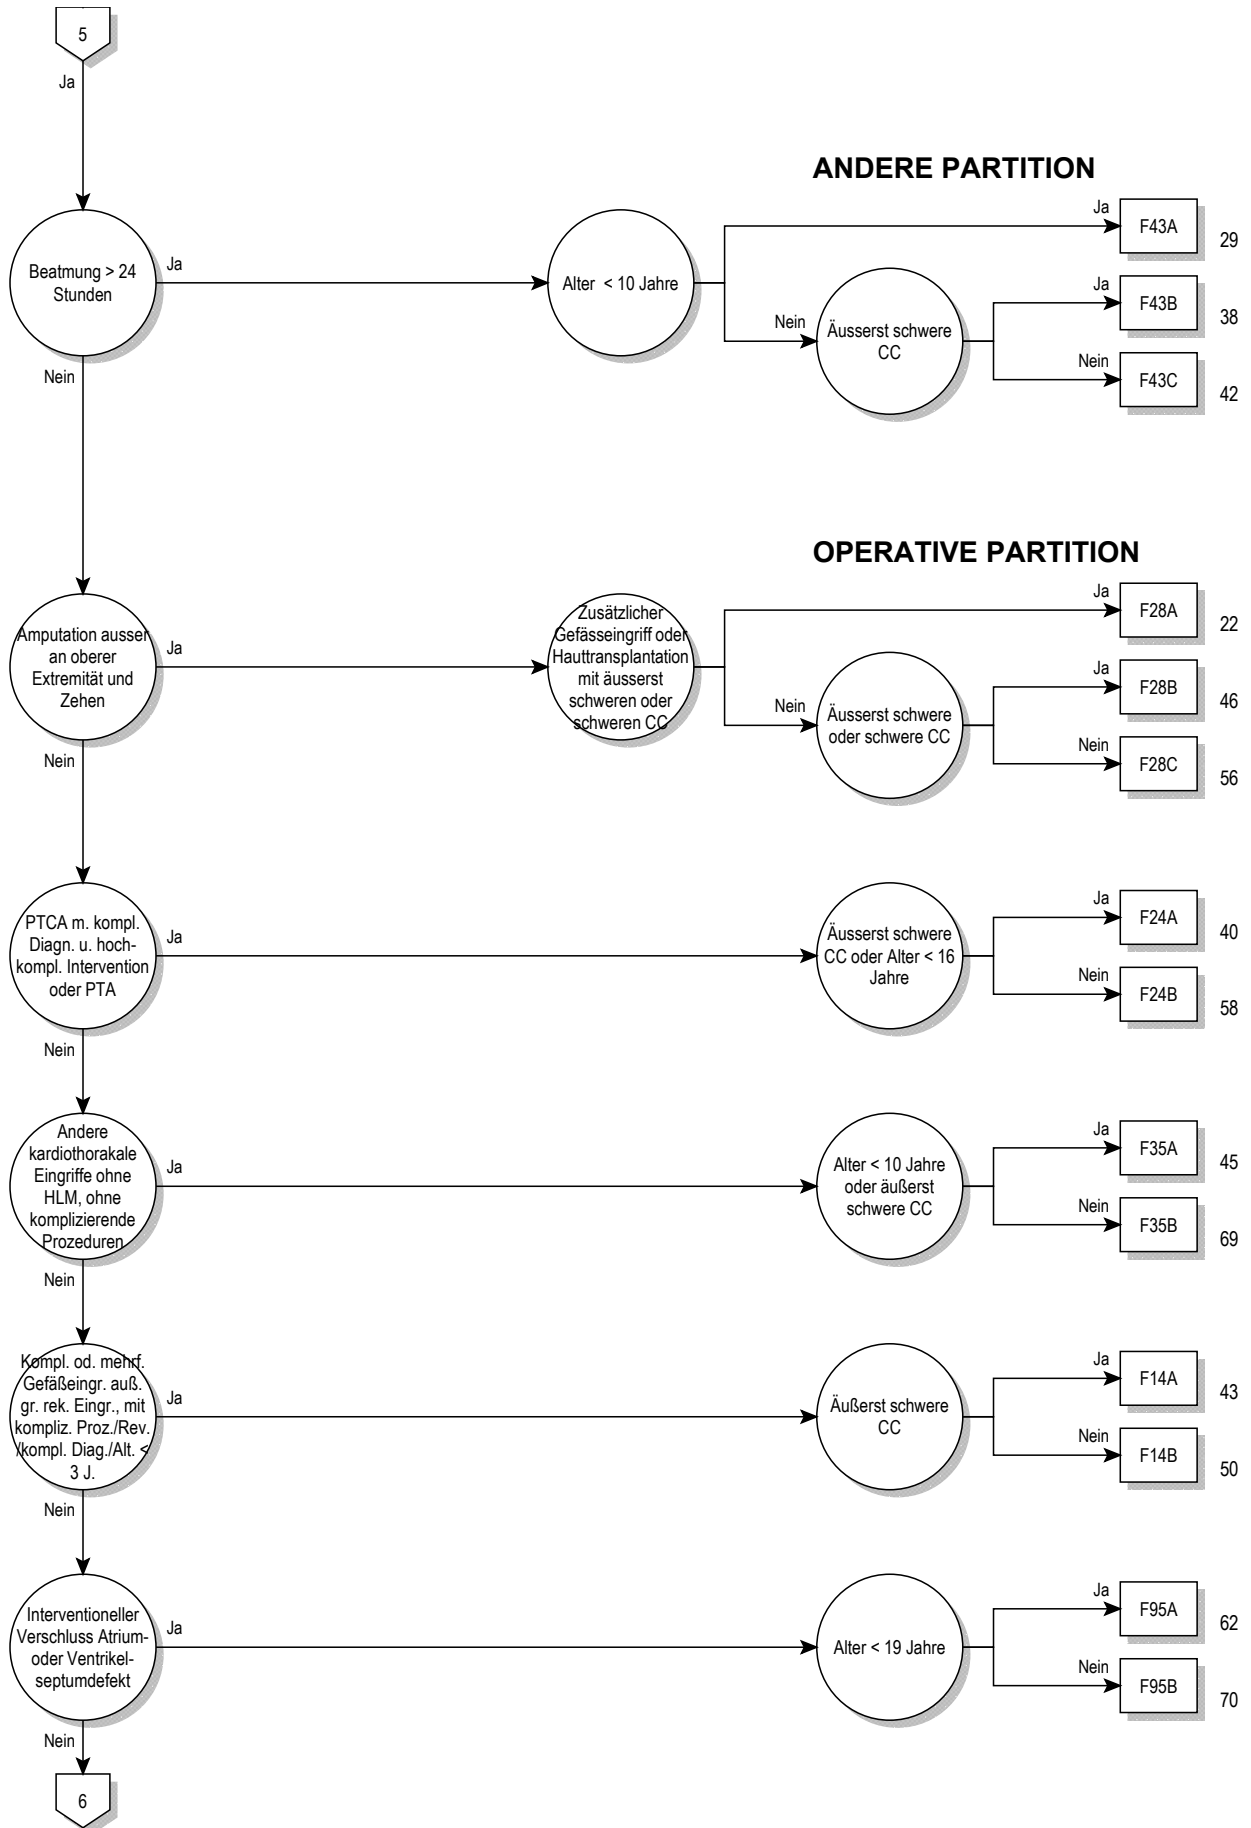 5
Ja
ANDERE PARTITION
Beatmung > 24
Stunden
Ja
Alter < 10 Jahre
Ja
F43A
29
Nein
Äusserst schwere
CC
Ja
F43B
38
Nein
F43C
42
Nein
OPERATIVE PARTITION
Amputation ausser
an oberer
Extremität und
Zehen
Ja
Zusätzlicher
Gefässeingriff oder
Hauttransplantation
mit äusserst
schweren oder
schweren CC
Ja
F28A
22
Nein
Äusserst schwere
oder schwere CC
Ja
F28B
46
Nein
F28C
56
Nein
PTCA m. kompl.
Diagn. u. hoch-
kompl. Intervention
oder PTA
Ja
Äusserst schwere
CC oder Alter < 16
Jahre
Ja
F24A
40
Nein
F24B
58
Nein
Andere
kardiothorakale
Eingriffe ohne
HLM, ohne
komplizierende
Prozeduren
Ja
Alter < 10 Jahre
oder äußerst
schwere CC
Ja
F35A
45
Nein
F35B
69
Nein
Kompl. od. mehrf.
Gefäßeingr. auß.
gr. rek. Eingr., mit
kompliz. Proz./Rev.
/kompl. Diag./Alt. <
3 J.
Ja
Äußerst schwere
CC
Ja
F14A
43
Nein
F14B
50
Nein
Interventioneller
Verschluss Atrium-
oder Ventrikel-
septumdefekt
Ja
Alter < 19 Jahre
Ja
F95A
62
Nein
F95B
70
Nein
6